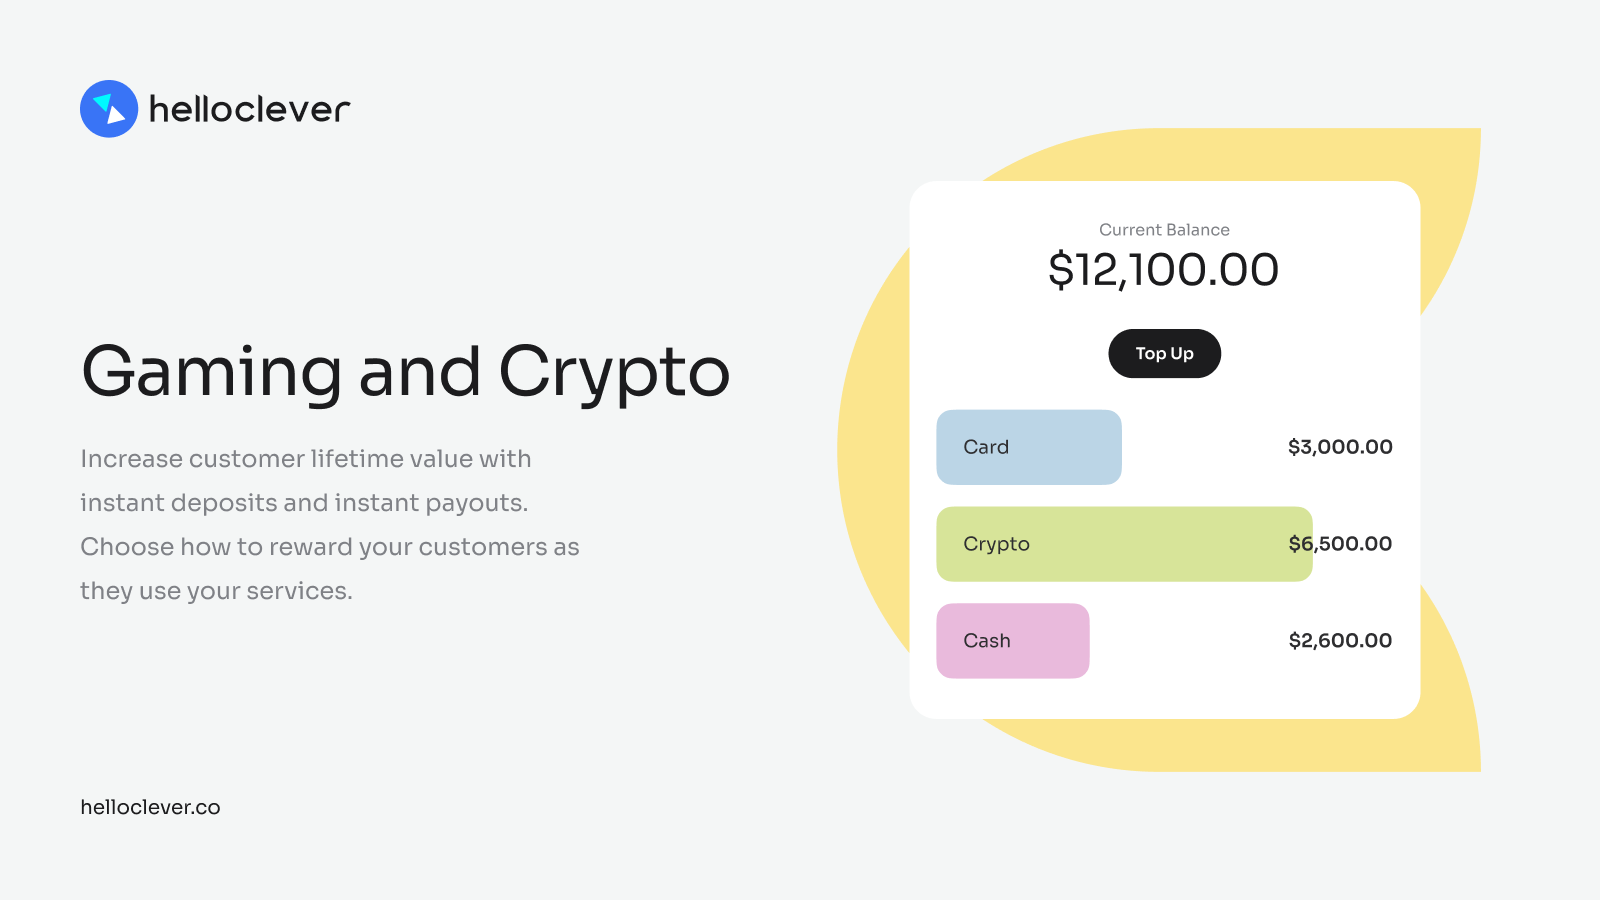 helloclever
Gaming and Crypto
Increase customer lifetime value with
instant deposits and instant payouts.
Choose how to reward your customers as
they use your services.
helloclever.co
Current Balance
$12,100.00
Top Up
Card $3,000.00
Crypto $6,500.00
Cash $2,600.00